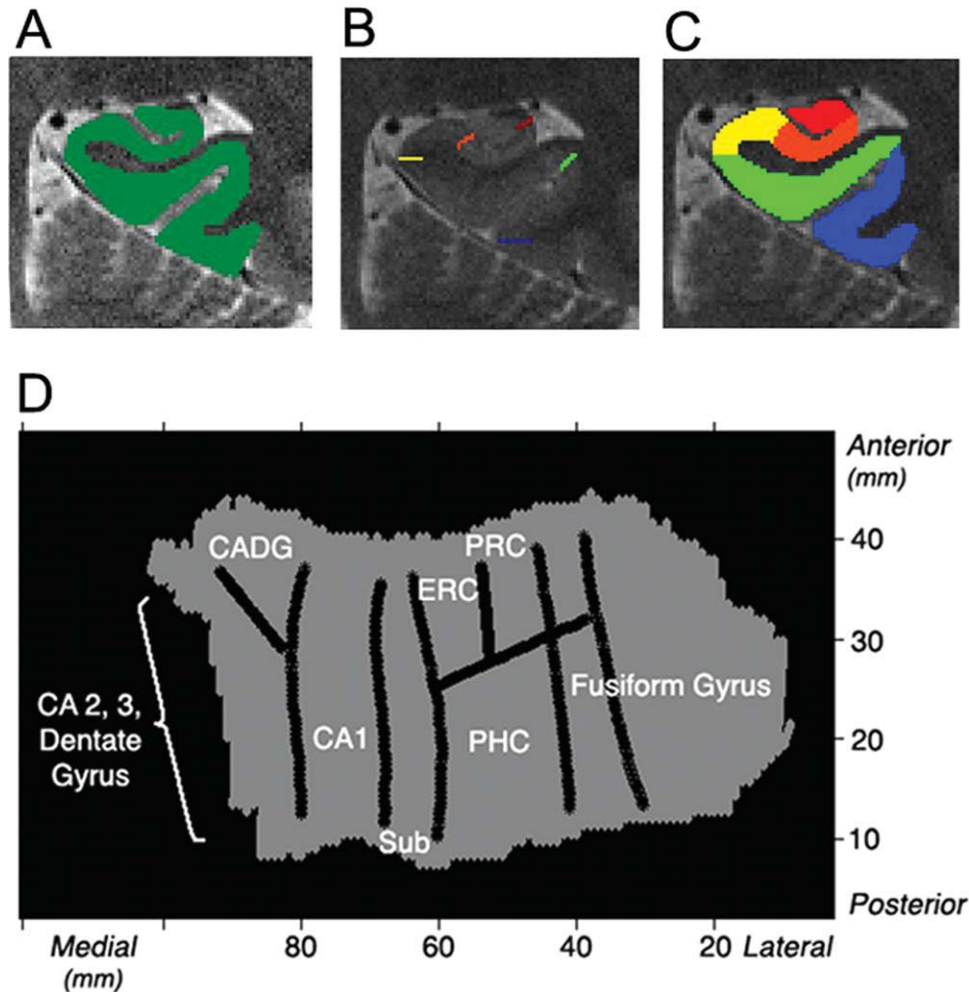 A
B
C
D
Anterior
(mm)
CADG
PRC
40
ERC
30
CA 2, 3,
Dentate
Gyrus
Fusiform Gyrus
CA1
PHC
20
Sub
10
Posterior
Medial
(mm)
80
60
40
20
Lateral